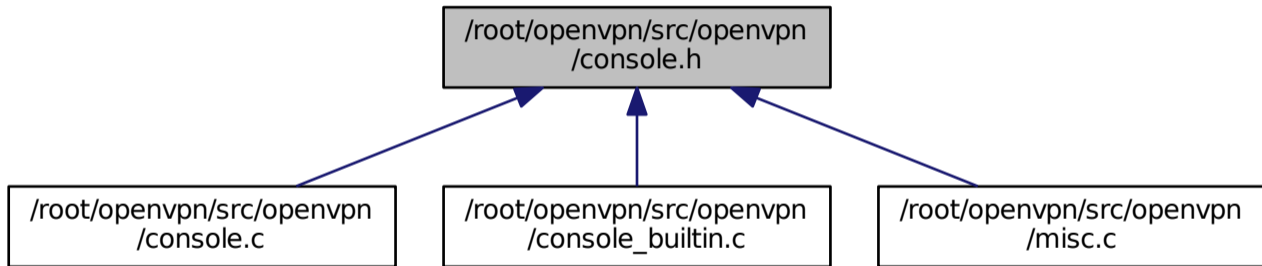 /root/openvpn/src/openvpn
/console.h
/root/openvpn/src/openvpn
/console.c
/root/openvpn/src/openvpn
/console_builtin.c
/root/openvpn/src/openvpn
/misc.c